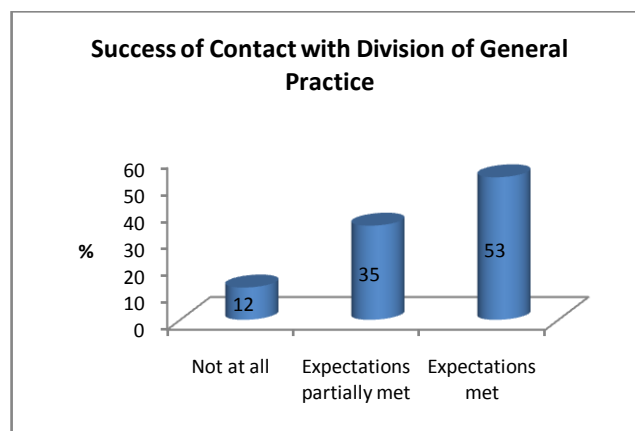 Success of Contact with Division of General
Practice
60
50
40
30
20
10
0
%
12
35
53
Not at all
Expectations
partially met
Expectations
met